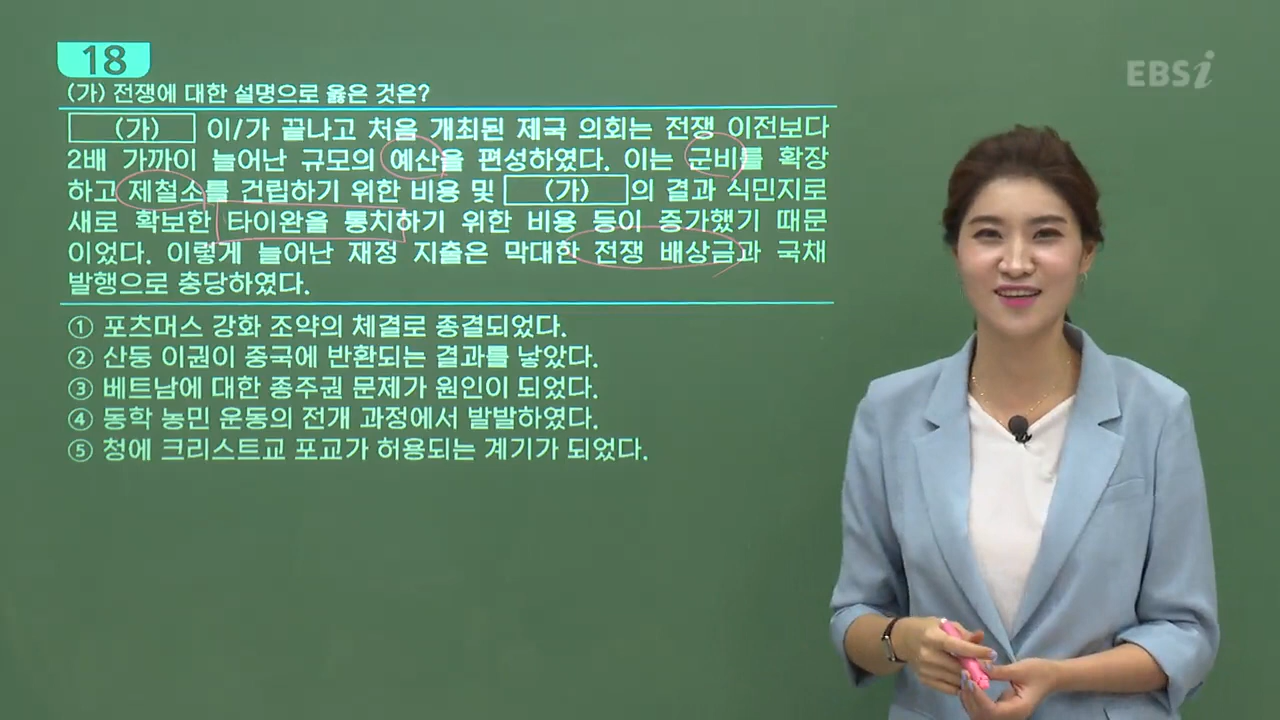 18
EBSi
(가) 전쟁에 대한 설명으로 옳은 것은?
(가) 이/가 끝나고 처음 개최된 제국 의회는 전쟁 이전보다
2배 가까이 늘어난 규모의 예산을 편성하였다. 이는 군비를 확장
하고 제철소를 건립하기 위한 비용 및 (가) 의 결과 식민지로
새로 확보한 타이완을 통치하기 위한 비용 등이 증가했기 때문
이었다. 이렇게 늘어난 재정 지출은 막대한 전쟁 배상금과 국채
발행으로 충당하였다.
① 포츠머스 강화 조약의 체결로 종결되었다.
② 산둥 이권이 중국에 반환되는 결과를 낳았다.
③ 베트남에 대한 종주권 문제가 원인이 되었다.
④ 동학 농민 운동의 전개 과정에서 발발하였다.
⑤ 청에 크리스트교 포교가 허용되는 계기가 되었다.